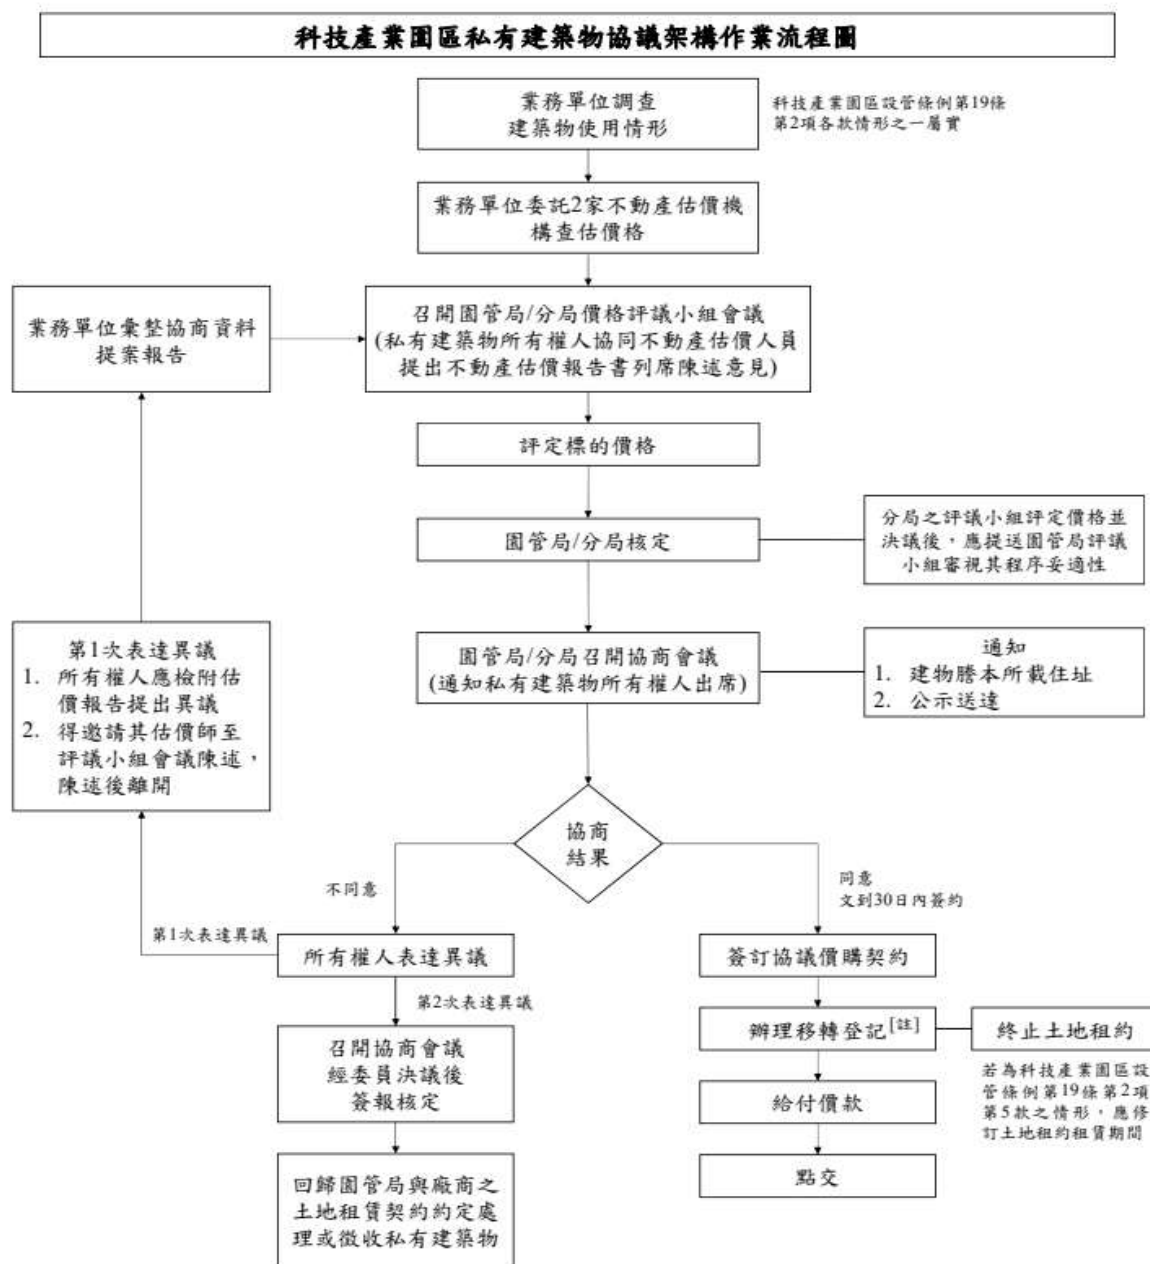 科技產業園區私有建築物協議架構作業流程圖
業務單位調查
建築物使用情形
科技產業園區設管條例第19條
第2項各款情形之一屬實
業務單位委託2家不動產估價機
構查估價格
業務單位彙整協商資料
提案報告
召開園管局/分局價格評議小組會議
(私有建築物所有權人協同不動產估價人員
提出不動產估價報告書列席陳述意見)
評定標的價格
園管局/分局核定
分局之評議小組評定價格並
決議後,應提送園管局評議
小組審視其程序妥適性
第1次表達異議
1. 所有權人應檢附估
價報告提出異議
2. 得邀請其估價師至
評議小組會議陳述,
陳述後離開
園管局/分局召開協商會議
(通知私有建築物所有權人出席)
通知
1. 建物謄本所載住址
2. 公示送達
協商
結果
不同意
同意
文到30日內簽約
第1次表達異議
所有權人表達異議
簽訂協議價購契約
第2次表達異議
召開協商會議
經委員決議後
簽報核定
辦理移轉登記[註]
終止土地租約
若為科技產業園區設
管條例第19條第2項
第5款之情形,應修
訂土地租約租賃期間
給付價款
點交
回歸園管局與廠商之
土地租賃契約約定處
理或徵收私有建築物